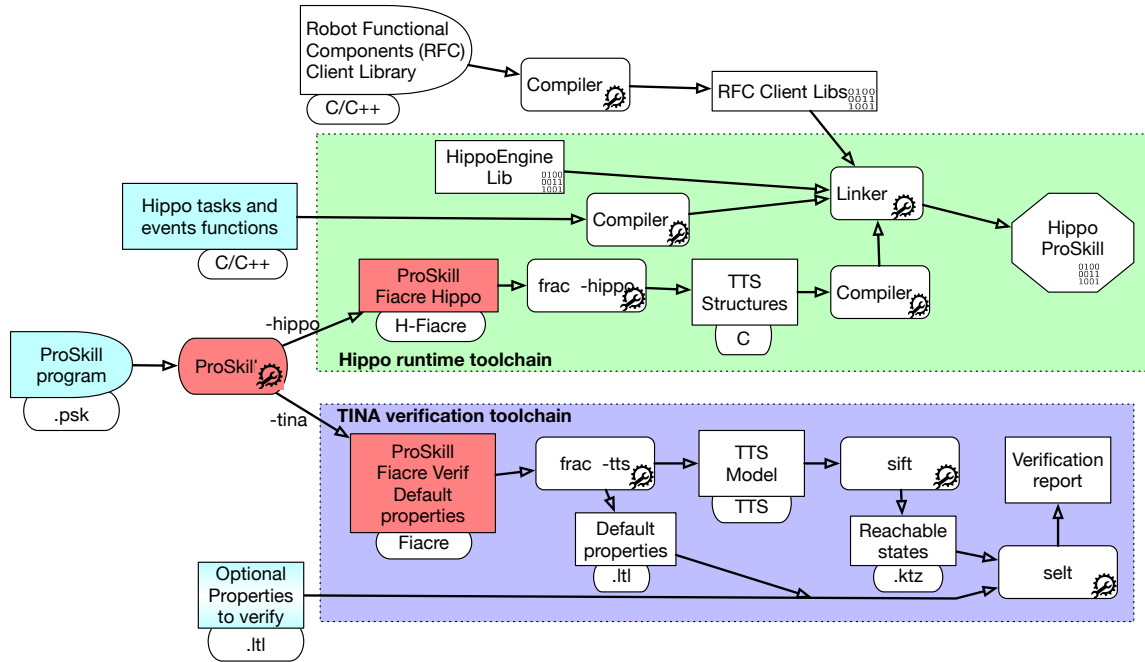 Robot Functional
Components (RFC)
Client Library
C/C++
Compiler
RFC Client Libs
0100
0011
1001
HippoEngine
Lib
0100
0011
1001
Linker
Hippo tasks and
events functions
C/C++
Compiler
Hippo
ProSkill
0100
0011
1001
ProSkill
Fiacre Hippo
H-Fiacre
frac -hippo
TTS
Structures
C
Compiler
-hippo
Hippo runtime toolchain
ProSkill
program
.psk
ProSkil
-tina
TINA verification toolchain
ProSkill
Fiacre Verif
Default
properties
Fiacre
frac -tts
TTS
Model
TTS
sift
Verification
report
Default
properties
.ltl
Reachable
states
.ktz
selt
Optional
Properties
to verify
.ltl